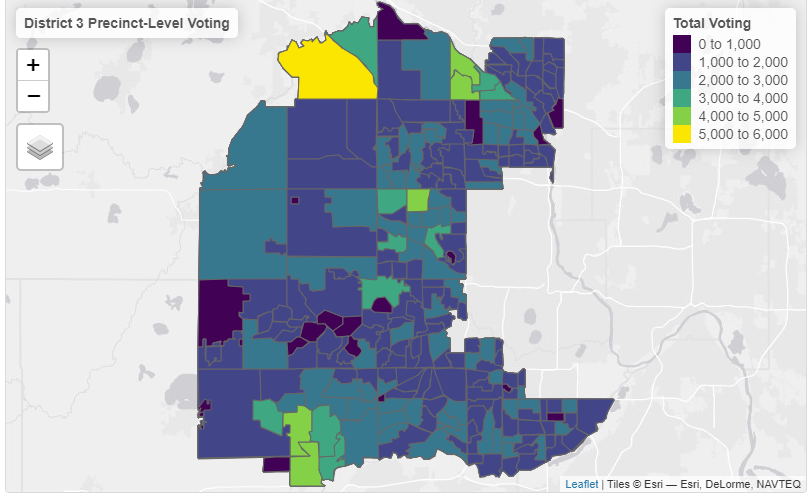 District 3 Precinct-Level Voting
+
−
Total Voting
0 to 1,000
1,000 to 2,000
2,000 to 3,000
3,000 to 4,000
4,000 to 5,000
5,000 to 6,000
Leaflet | Tiles © Esri — Esri, DeLorme, NAVTEQ